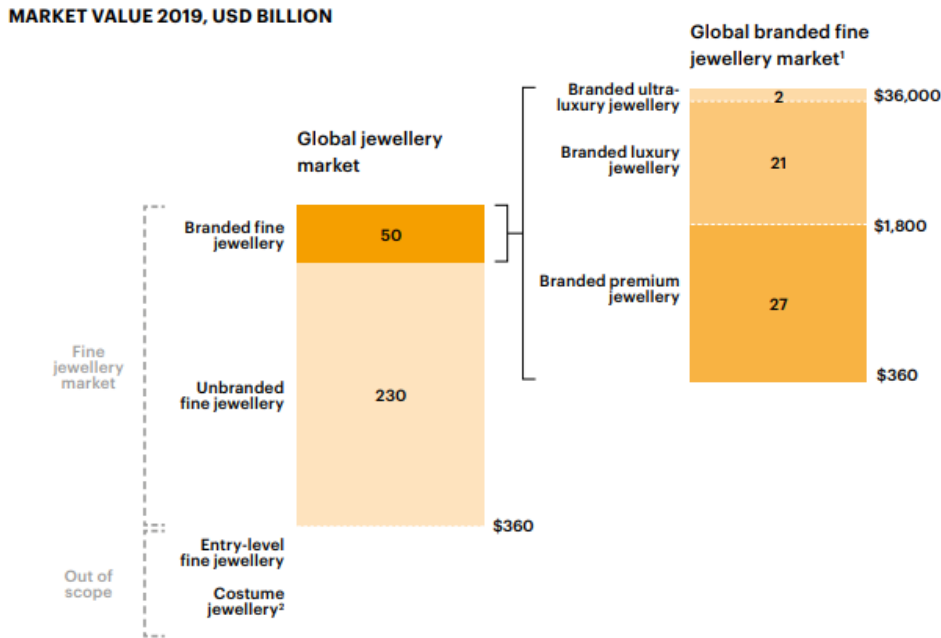 MARKET VALUE 2019, USD BILLION
Global jewellery
market
Fine
jewellery
market
Branded fine
jewellery
50
Unbranded
fine jewellery
230
$360
Out of
scope
Entry-level
fine jewellery
Costume
jewellery²
Global branded fine
jewellery market¹
Branded ultra-
luxury jewellery
2
$36,000
Branded luxury
jewellery
21
$1,800
Branded premium
jewellery
27
$360